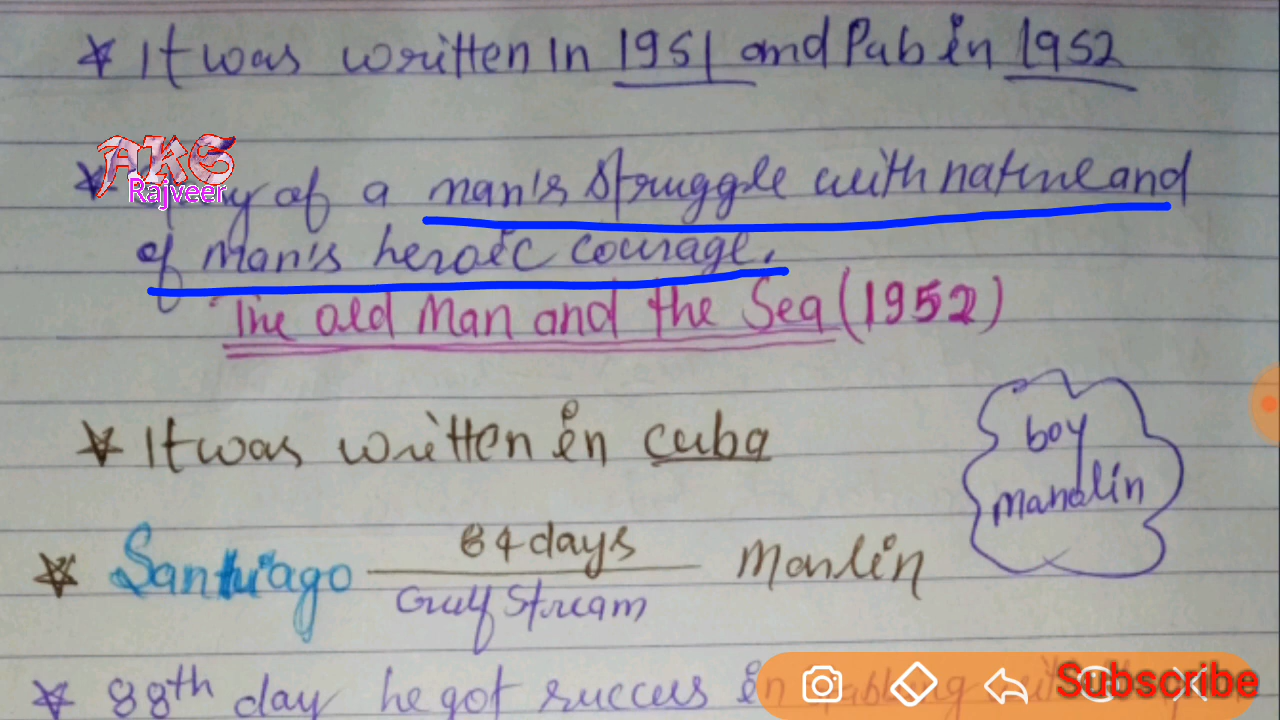 * It was written in 1951 and Pub in 1952
AKG
Rajveer
of a man's struggle with nature and
of man's heroic courage.
The old Man and the Sea (1952)
* It was written in cuba
boy
manolin
* Santiago 84 days Marlin
Gulf Stream
* 88th day he got success in
Subscribe